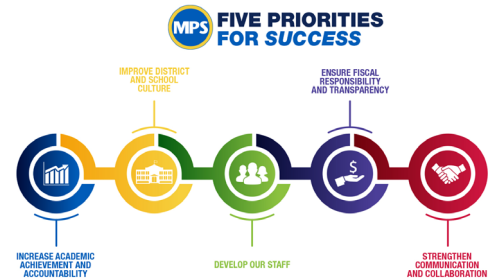 MPS
FIVE PRIORITIES
FOR SUCCESS
IMPROVE DISTRICT
AND SCHOOL
CULTURE
ENSURE FISCAL
RESPONSIBILITY
AND TRANSPARENCY
$
INCREASE ACADEMIC
ACHIEVEMENT AND
ACCOUNTABILITY
DEVELOP OUR STAFF
STRENGTHEN
COMMUNICATION
AND COLLABORATION